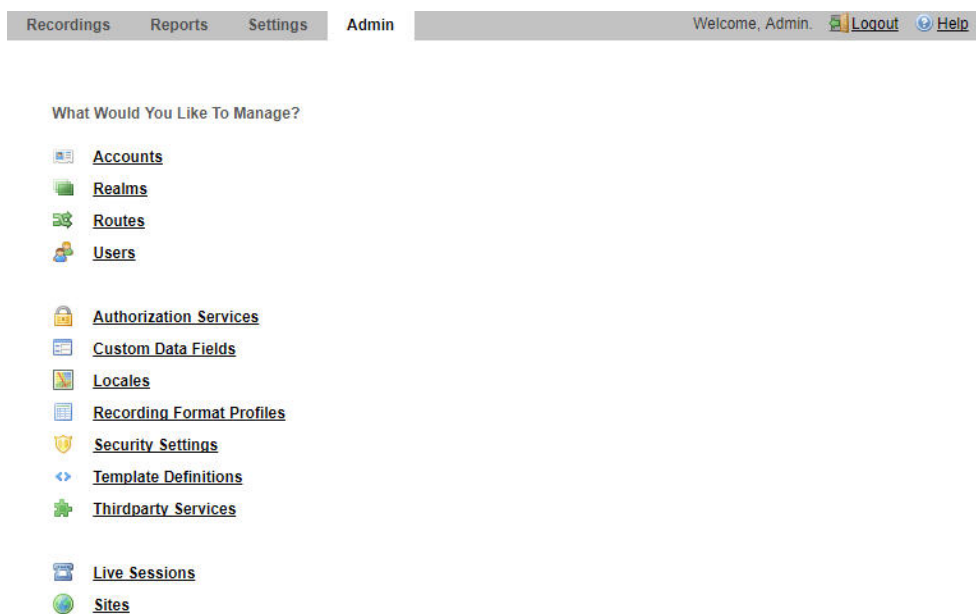 Recordings Reports Settings Admin Welcome, Admin. Logout Help
What Would You Like To Manage?
Accounts
Realms
Routes
Users
Authorization Services
Custom Data Fields
Locales
Recording Format Profiles
Security Settings
Template Definitions
Thirdparty Services
Live Sessions
Sites